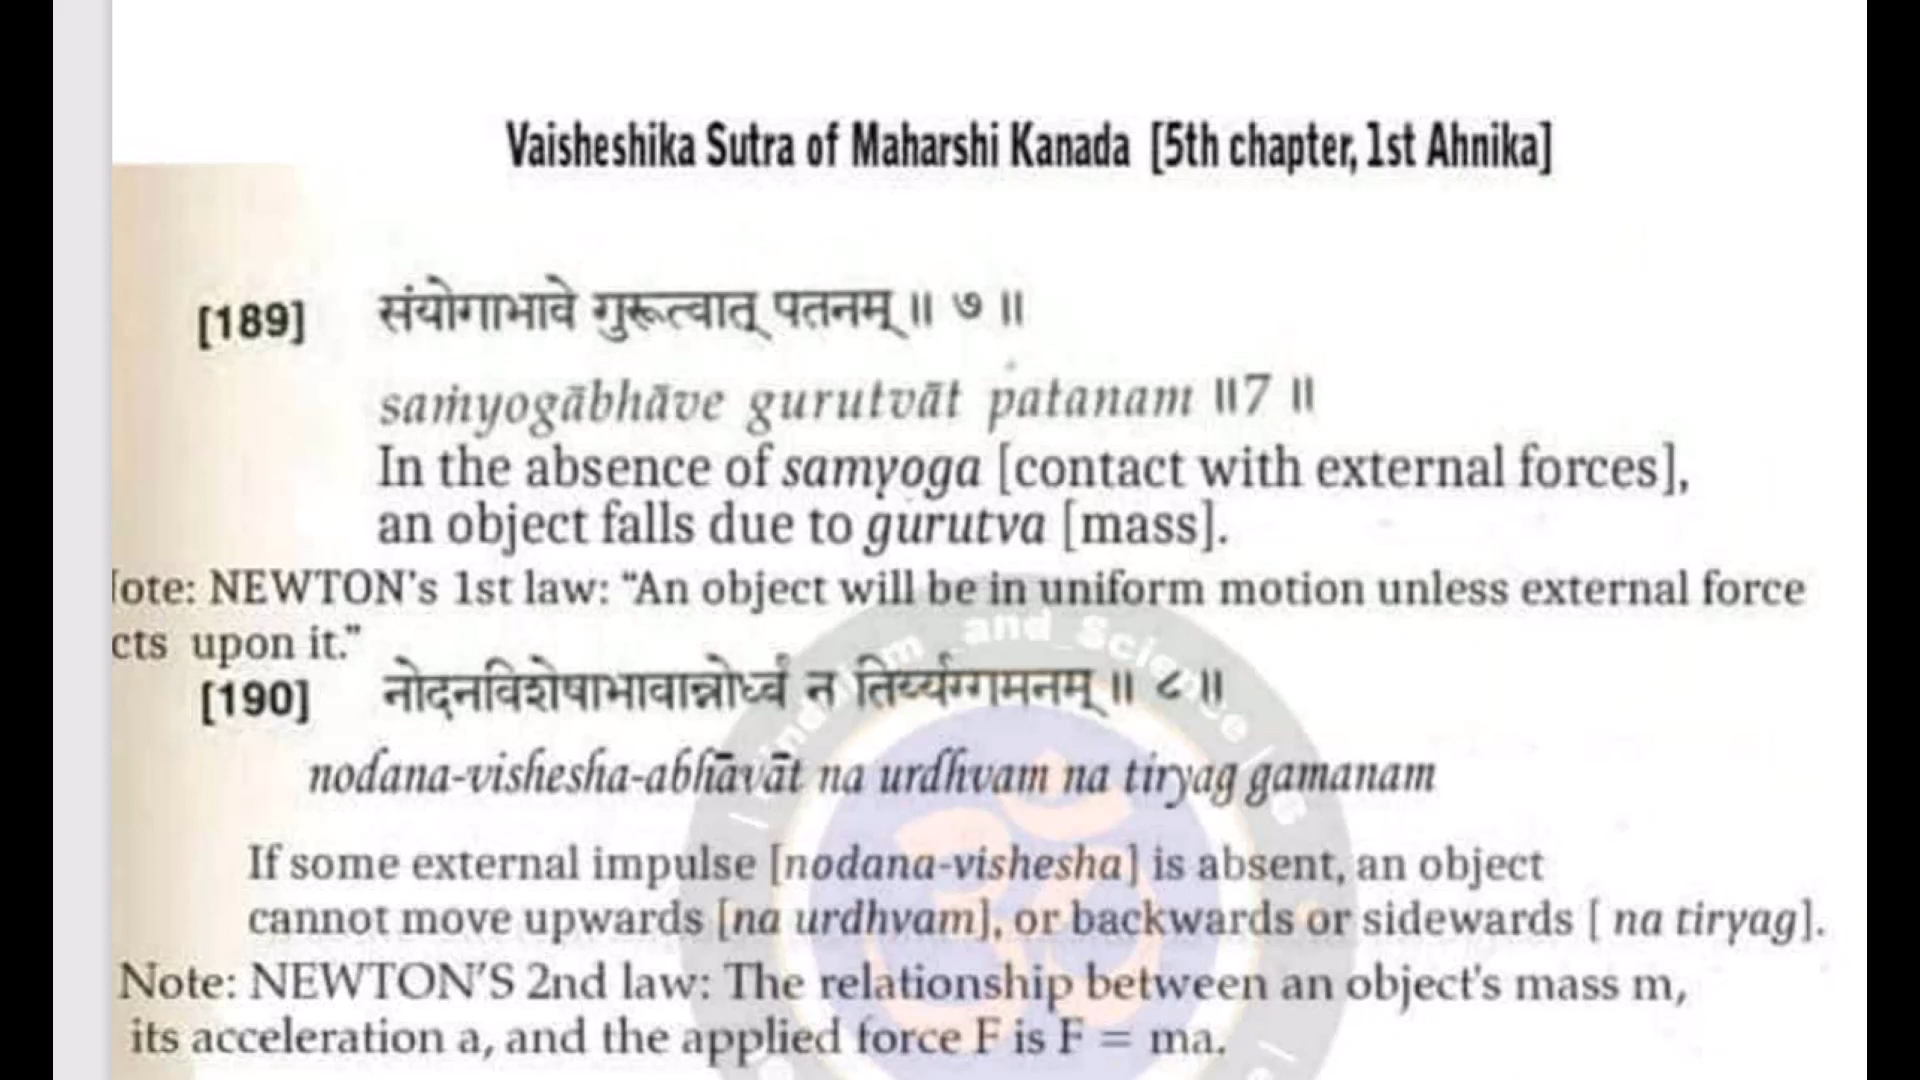 Vaisheshika Sutra of Maharshi Kanada [5th chapter, 1st Ahnika]
[189] संयोगाभावे गुरूत्वात् पतनम् ॥ ७ ॥
saṁyogābhāve gurutvāt patanam ॥7 ॥
In the absence of samyoga [contact with external forces],
an object falls due to gurutva [mass].
ote: NEWTON's 1st law: “An object will be in uniform motion unless external force
cts upon it.”
[190] नोदनविशेषाभावान्नोर्ध्वं न तिर्य्यग्गमनम् ॥ ८ ॥
nodana-vishesha-abhāvāt na urdhvam na tiryag gamanam
If some external impulse [nodana-vishesha] is absent, an object
cannot move upwards [na urdhvam], or backwards or sidewards [ na tiryag].
Note: NEWTON'S 2nd law: The relationship between an object's mass m,
its acceleration a, and the applied force F is F = ma.
and Science
ॐ